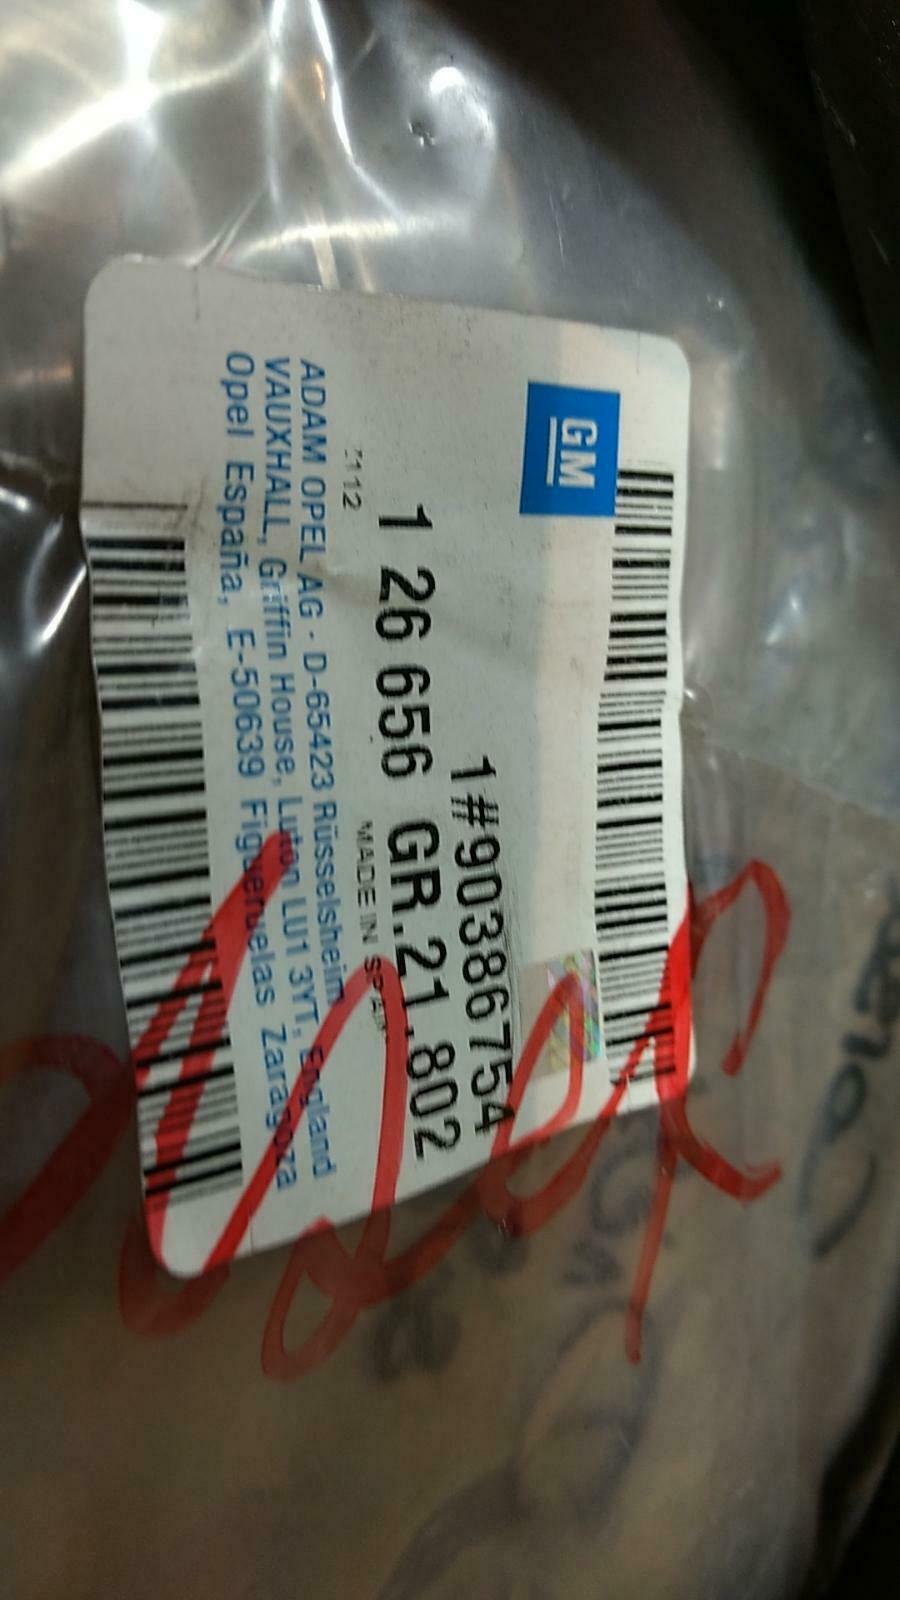 GM
1#90386754
1 26 656 GR.21.802
2112
MADE IN SPAIN
ADAM OPEL AG · D-65423 Rüsselsheim
VAUXHALL, Griffin House, Luton LU1 3YT, England
Opel España, E-50639 Figueruelas Zaragoza